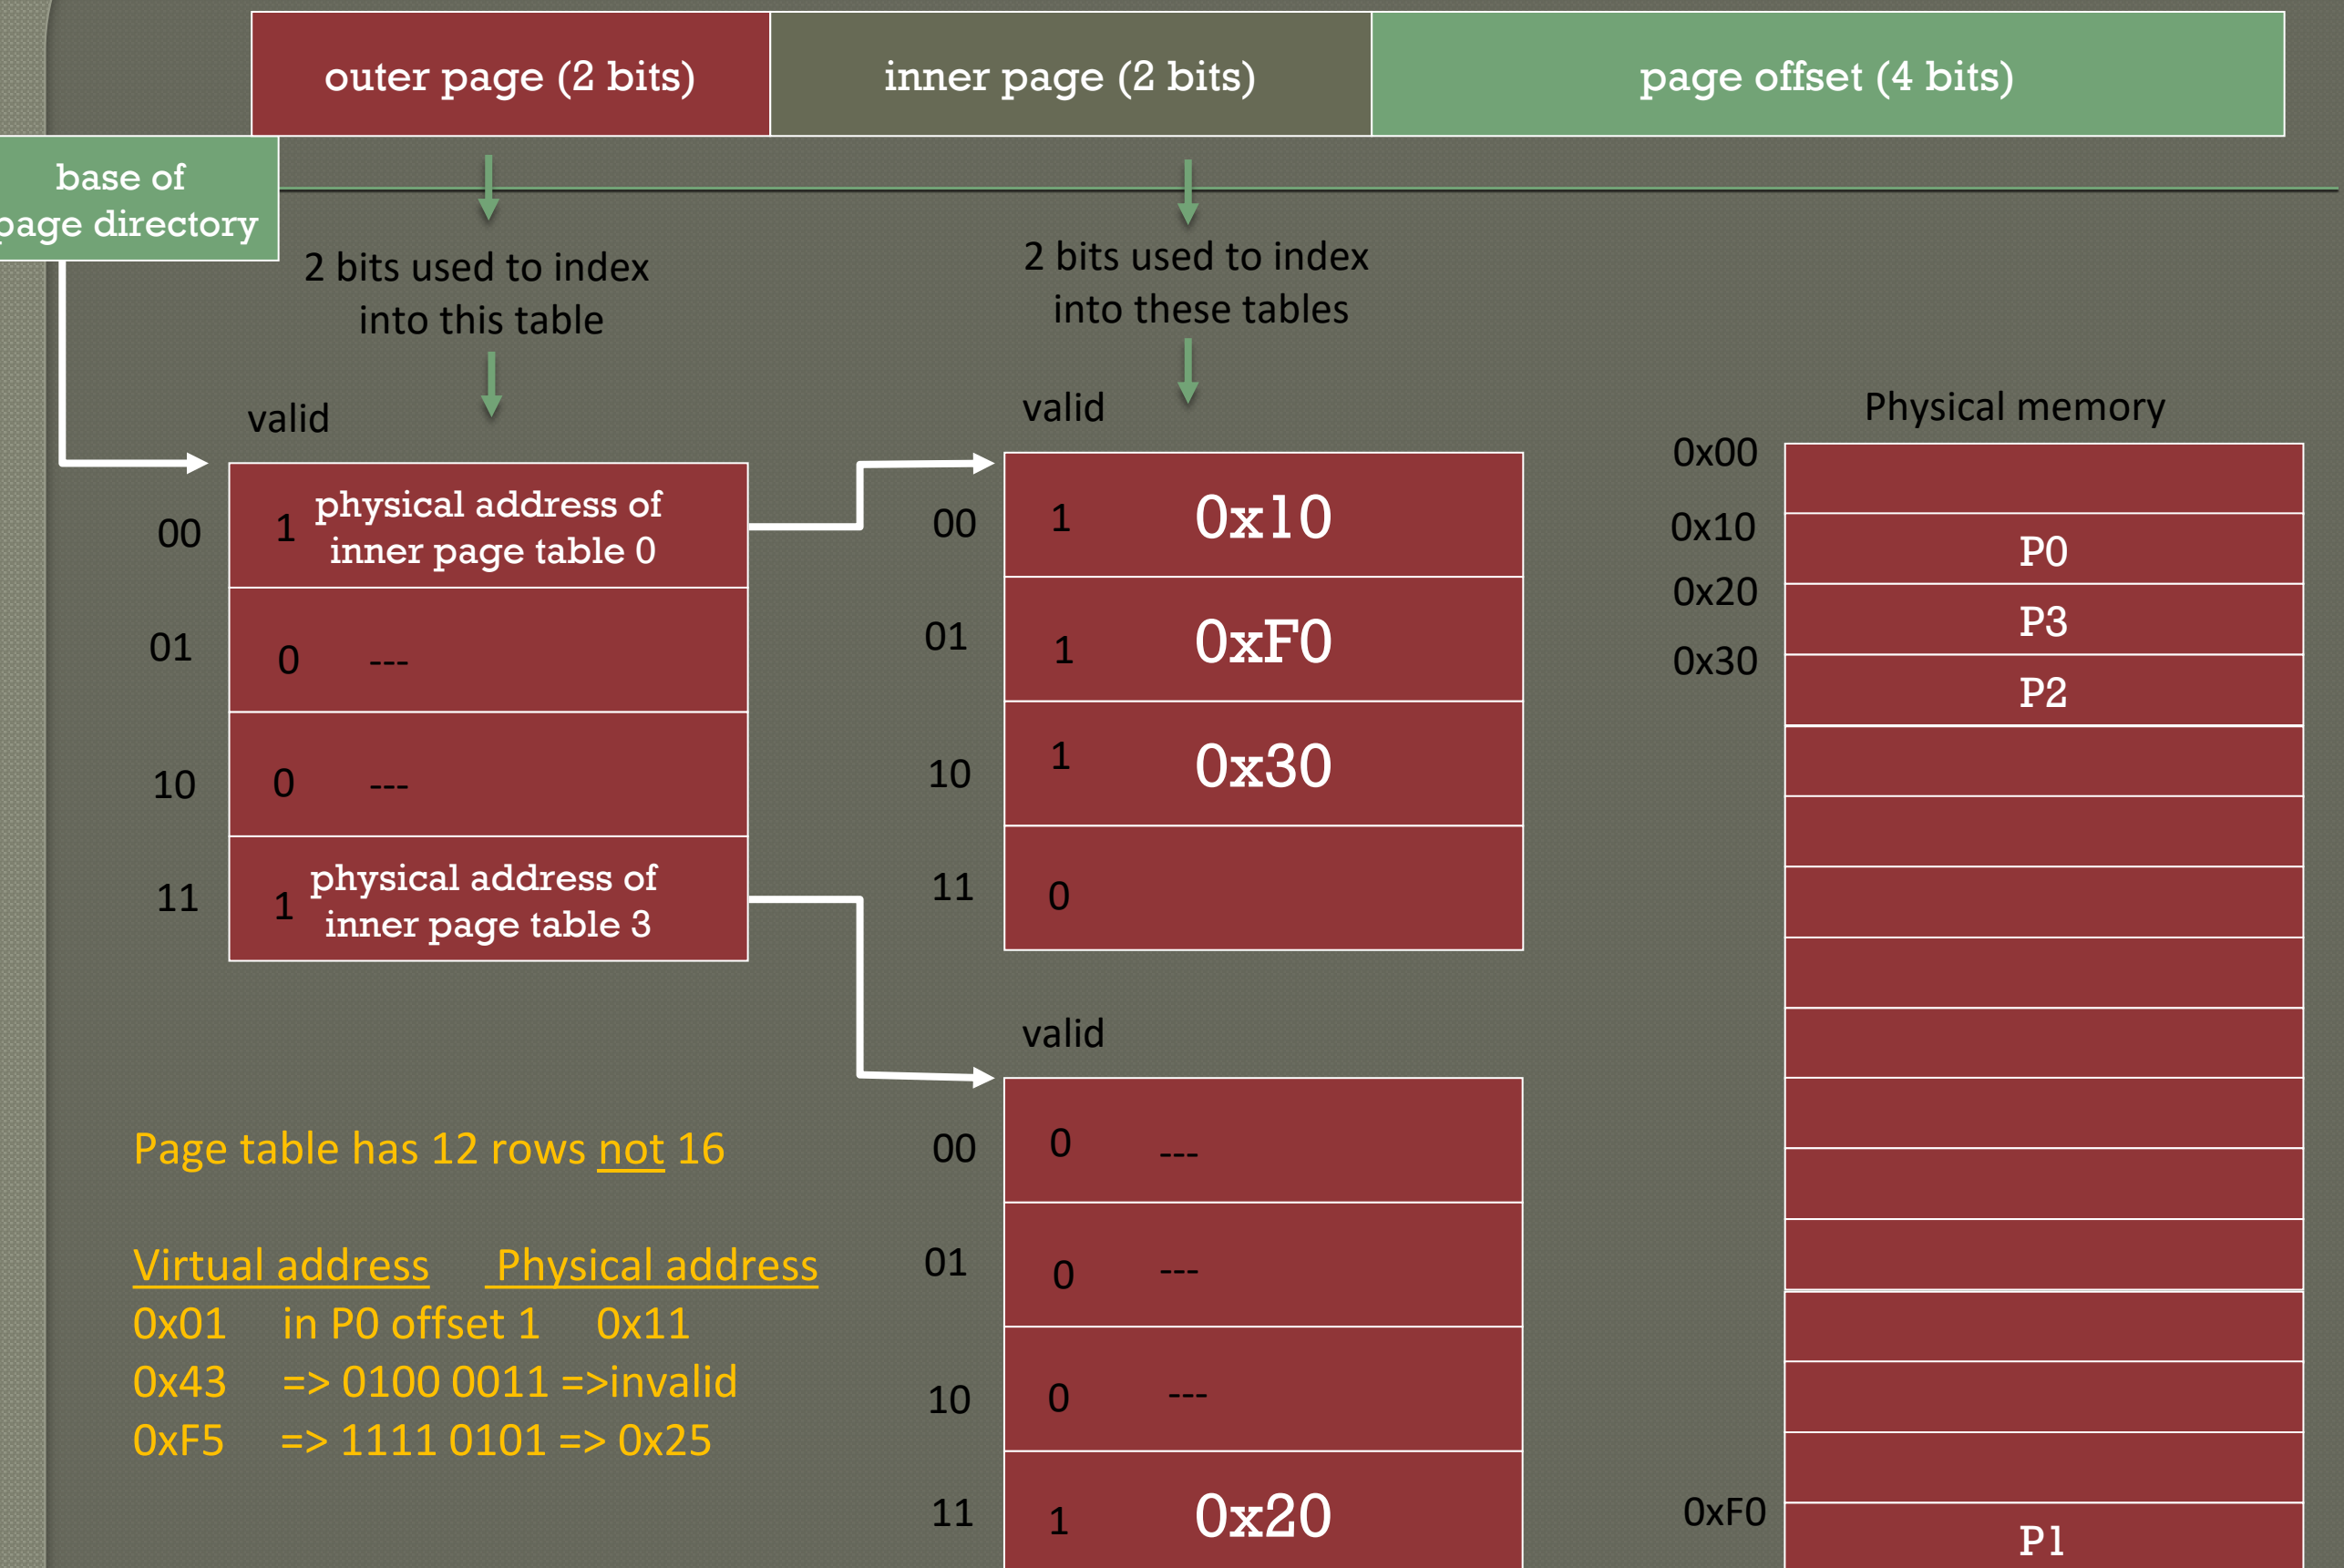 outer page (2 bits)
inner page (2 bits)
page offset (4 bits)
base of
page directory
2 bits used to index
into this table
2 bits used to index
into these tables
valid
00
1
physical address of
inner page table 0
01
0 ---
10
0 ---
11
1
physical address of
inner page table 3
valid
00 1 0x10
01 1 0xF0
10 1 0x30
11 0
valid
00 0 ---
01 0 ---
10 0 ---
11 1 0x20
Physical memory
0x00
0x10
P0
0x20
P3
0x30
P2
0xF0
P1
Page table has 12 rows not 16
Virtual address Physical address
0x01 in P0 offset 1 0x11
0x43 => 0100 0011 =>invalid
0xF5 => 1111 0101 => 0x25